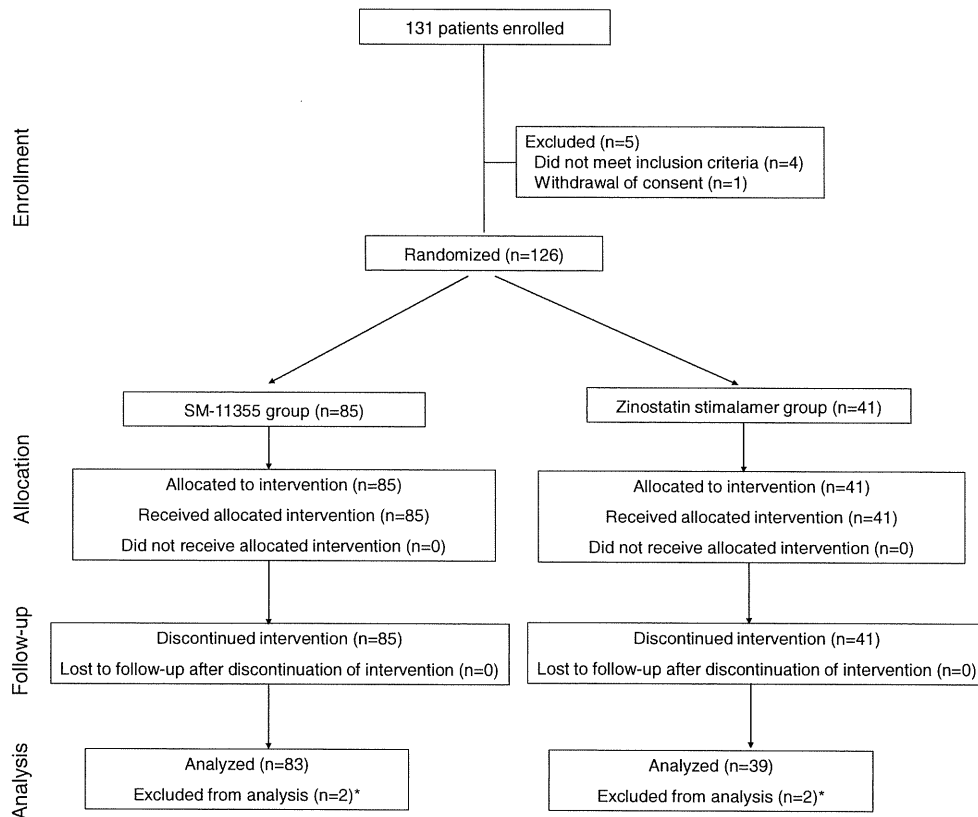 131 patients enrolled
Enrollment
Excluded (n=5)
Did not meet inclusion criteria (n=4)
Withdrawal of consent (n=1)
Randomized (n=126)
SM-11355 group (n=85)
Zinostatin stimalamer group (n=41)
Allocation
Allocated to intervention (n=85)
Received allocated intervention (n=85)
Did not receive allocated intervention (n=0)
Allocated to intervention (n=41)
Received allocated intervention (n=41)
Did not receive allocated intervention (n=0)
Follow-up
Discontinued intervention (n=85)
Lost to follow-up after discontinuation of intervention (n=0)
Discontinued intervention (n=41)
Lost to follow-up after discontinuation of intervention (n=0)
Analysis
Analyzed (n=83)
Excluded from analysis (n=2)*
Analyzed (n=39)
Excluded from analysis (n=2)*